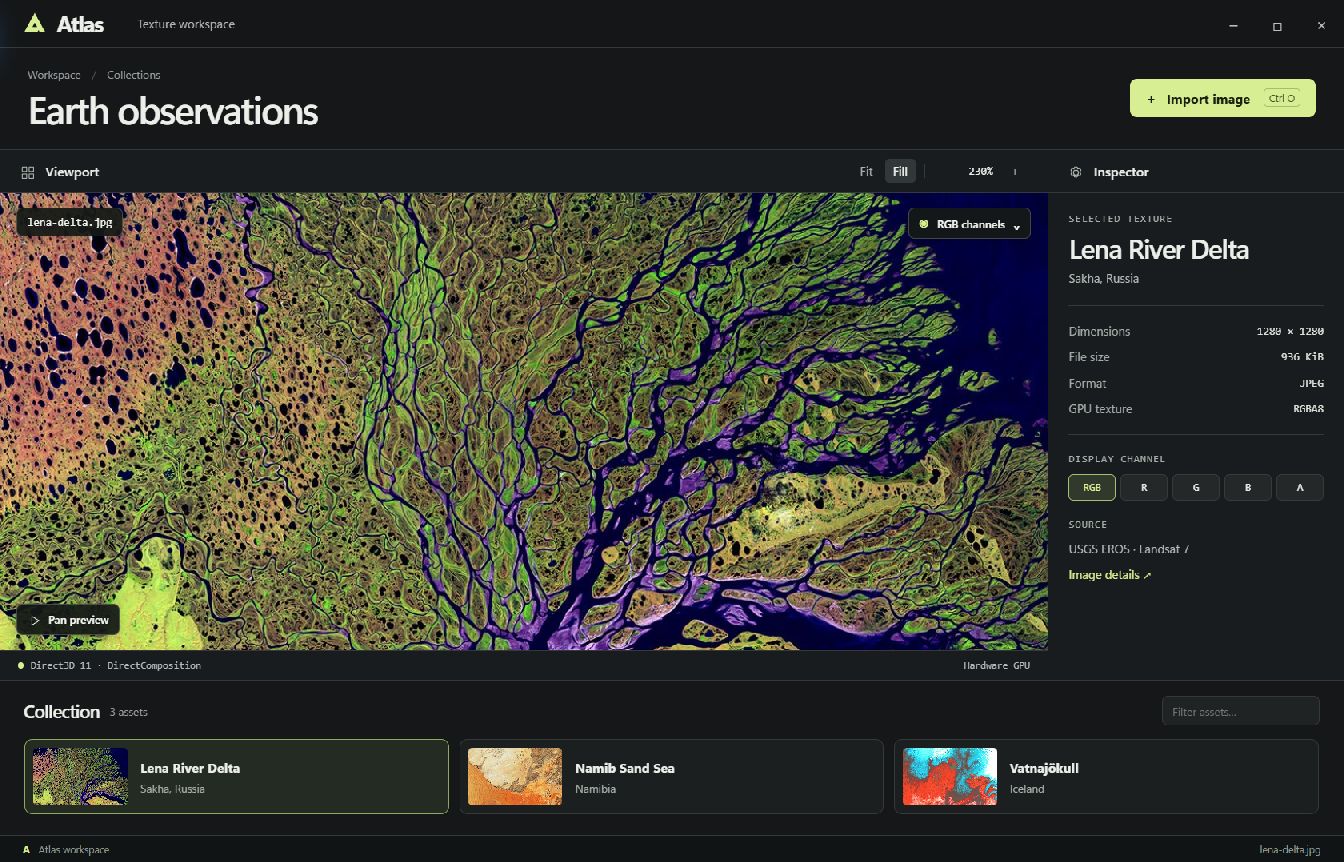 Atlas
Texture workspace
Workspace / Collections
Earth observations
+ Import image Ctrl O
Viewport
Fit Fill 230%
Inspector
lena-delta.jpg
RGB channels
SELECTED TEXTURE
Lena River Delta
Sakha, Russia
Dimensions 1280 × 1280
File size 936 KiB
Format JPEG
GPU texture RGBA8
DISPLAY CHANNEL
RGB R G B A
SOURCE
USGS EROS · Landsat 7
Image details ↗
Pan preview
Direct3D 11 · DirectComposition
Hardware GPU
Collection 3 assets
Filter assets...
Lena River Delta
Sakha, Russia
Namib Sand Sea
Namibia
Vatnajökull
Iceland
A Atlas workspace
lena-delta.jpg